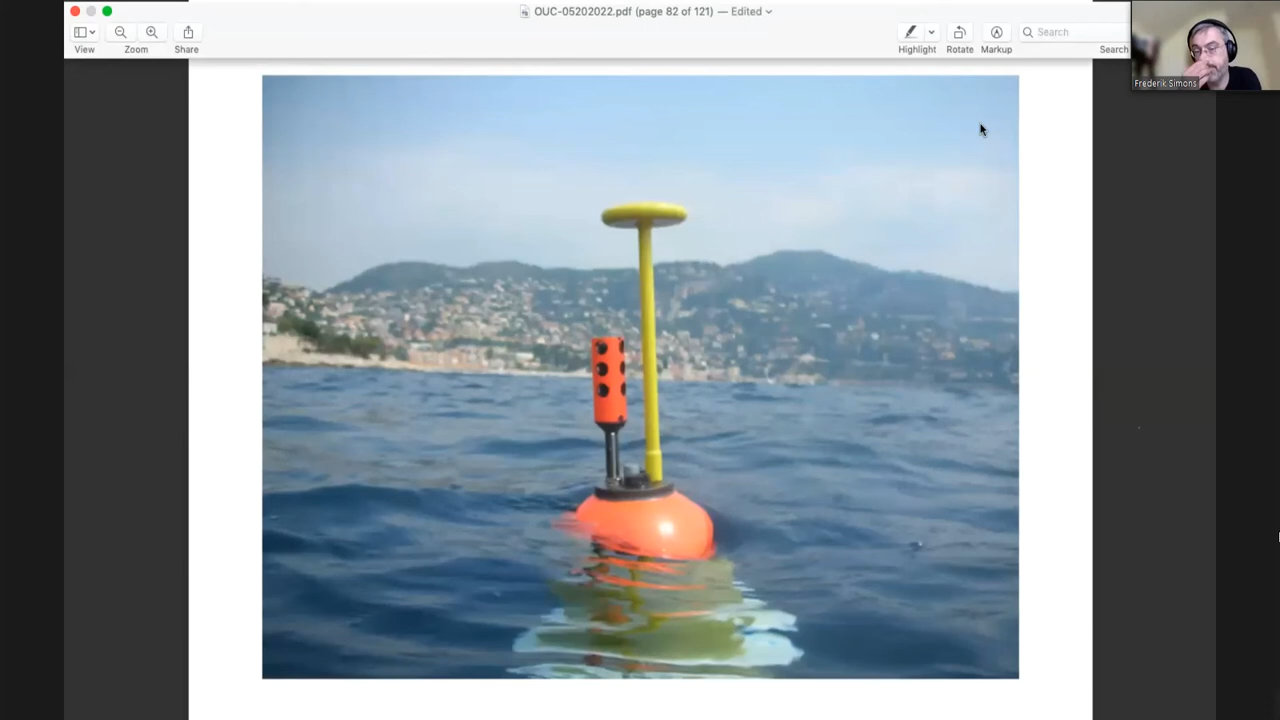 OUC-05202022.pdf (page 82 of 121) — Edited
View
Zoom
Share
Highlight
Rotate
Markup
Search
Search
Frederik Simons